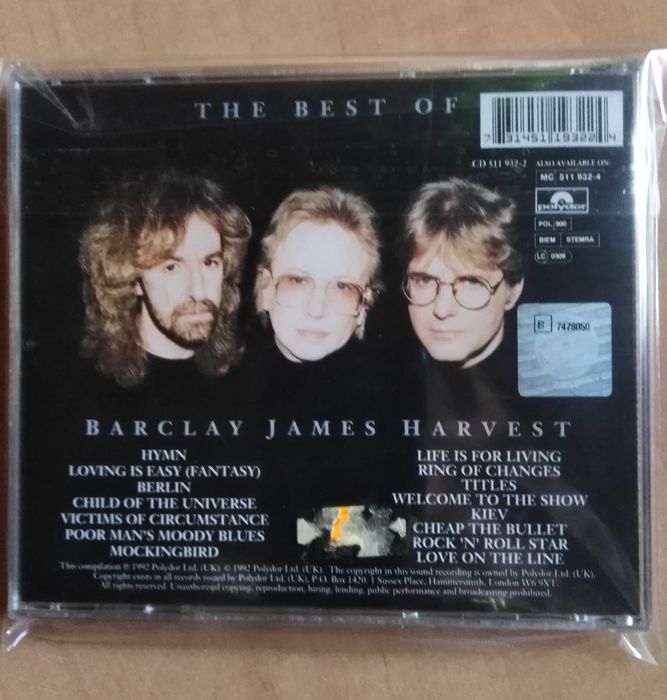 THE BEST OF
7 31451 19322 4
CD 511 932-2 ALSO AVAILABLE ON:
MC 511 932-4
polydor
POL 900
BIEM STEMRA
LC 0309
B 7478050
BARCLAY JAMES HARVEST
HYMN
LOVING IS EASY (FANTASY)
BERLIN
CHILD OF THE UNIVERSE
VICTIMS OF CIRCUMSTANCE
POOR MAN'S MOODY BLUES
MOCKINGBIRD
LIFE IS FOR LIVING
RING OF CHANGES
TITLES
WELCOME TO THE SHOW
KIEV
CHEAP THE BULLET
ROCK 'N' ROLL STAR
LOVE ON THE LINE
This compilation ℗ 1992 Polydor Ltd. (UK). © 1992 Polydor Ltd. (UK). The copyright in this sound recording is owned by Polydor Ltd. (UK).
Copyright exists in all records issued by Polydor Ltd. (UK), P.O. Box 1420, 1 Sussex Place, Hammersmith, London W6 9XT.
All rights reserved. Unauthorised copying, reproduction, hiring, lending, public performance and broadcasting prohibited.